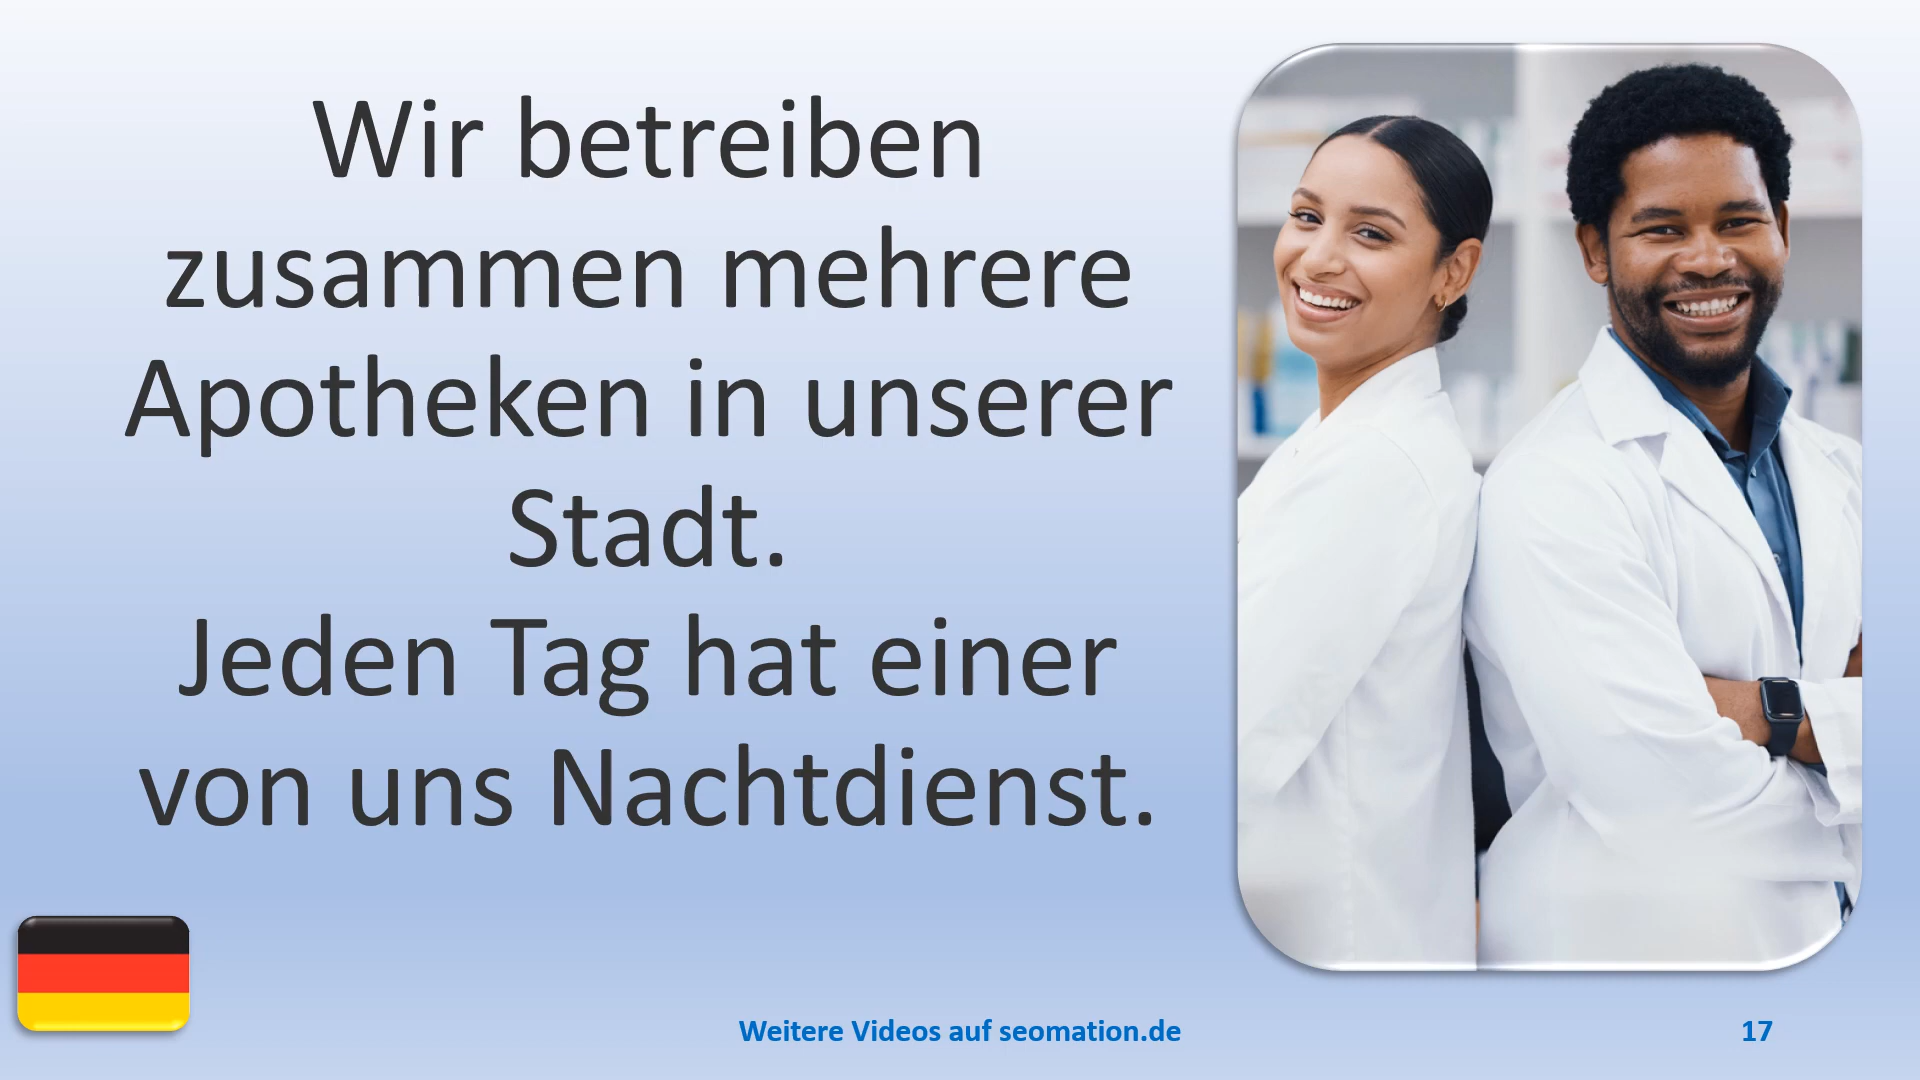 Wir betreiben
zusammen mehrere
Apotheken in unserer
Stadt.
Jeden Tag hat einer
von uns Nachtdienst.
Weitere Videos auf seomation.de
17